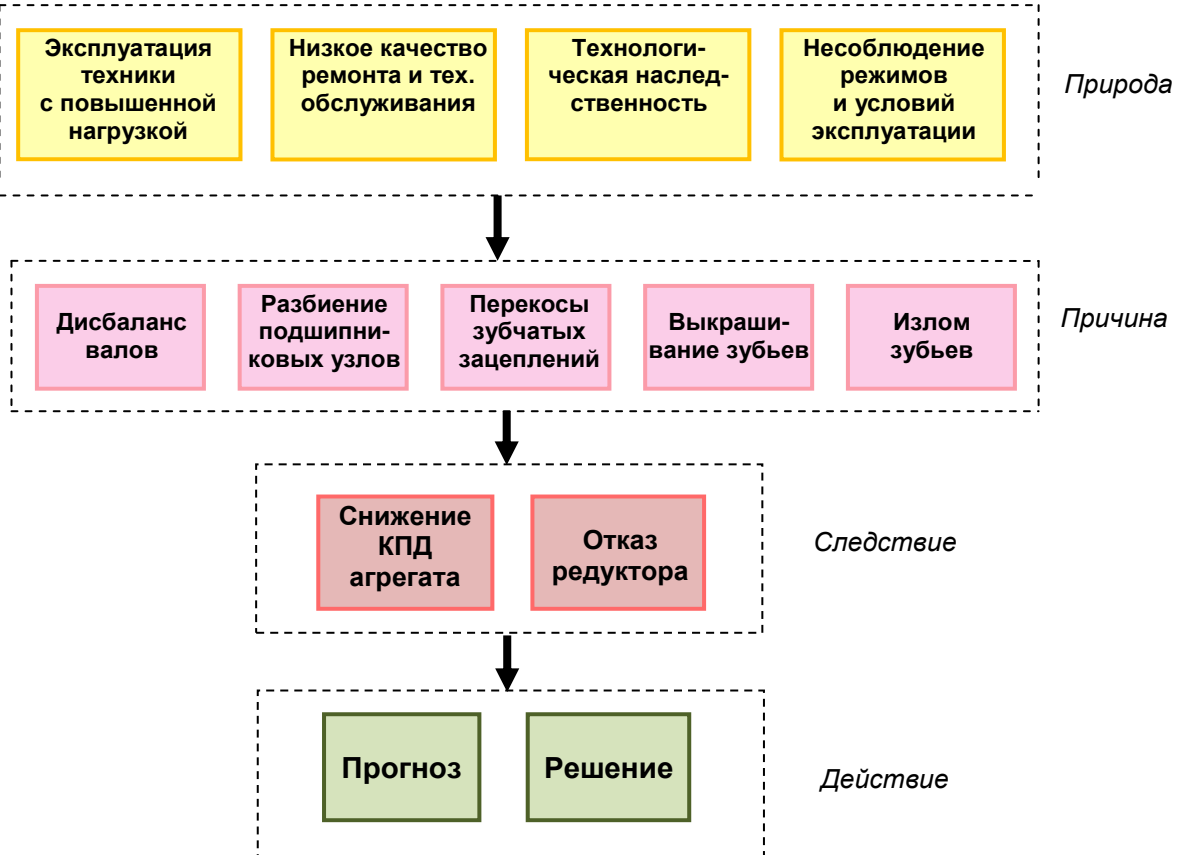 Эксплуатация
техники
с повышенной
нагрузкой
Низкое качество
ремонта и тех.
обслуживания
Технологи-
ческая наслед-
ственность
Несоблюдение
режимов
и условий
эксплуатации
Природа
Дисбаланс
валов
Разбиение
подшипни-
ковых узлов
Перекосы
зубчатых
зацеплений
Выкраши-
вание зубьев
Излом
зубьев
Причина
Снижение
КПД
агрегата
Отказ
редуктора
Следствие
Прогноз
Решение
Действие